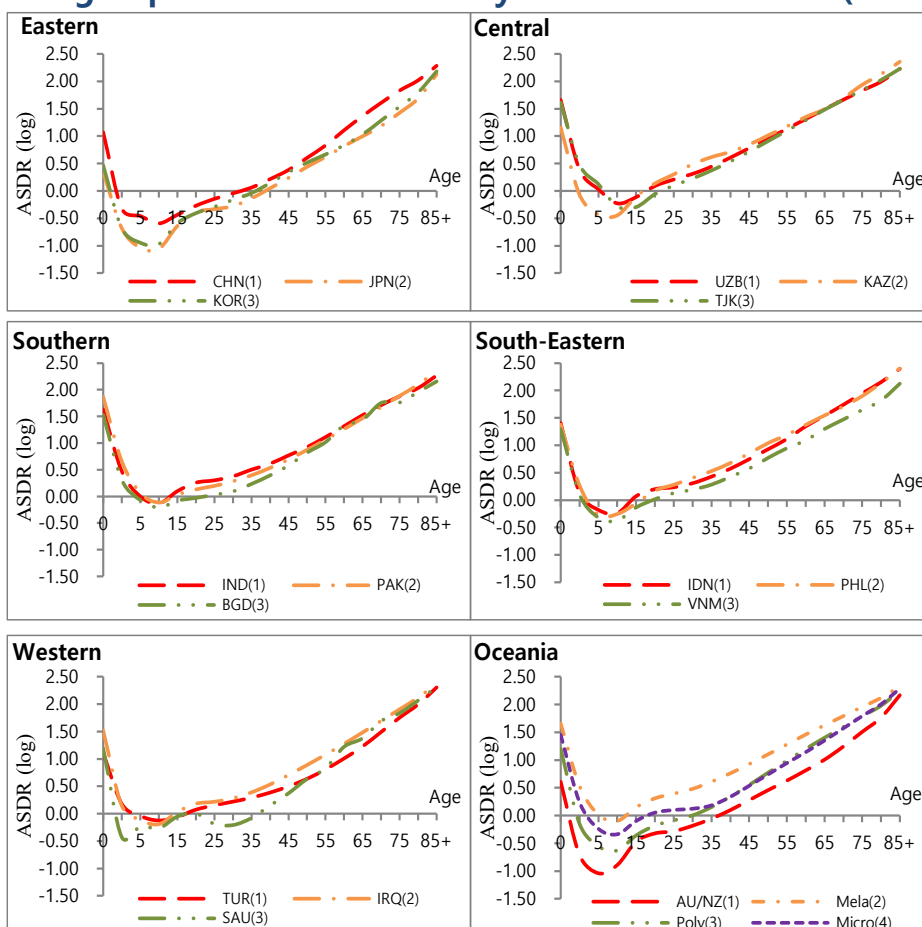 Eastern
2.50
2.00
1.50
1.00
0.50
0.00
-0.50
-1.00
-1.50
ASDR (log)
Age
0 5 15 25 35 45 55 65 75 85+
CHN(1) JPN(2)
KOR(3)
Central
2.50
2.00
1.50
1.00
0.50
0.00
-0.50
-1.00
-1.50
ASDR (log)
Age
0 5 15 25 35 45 55 65 75 85+
UZB(1) KAZ(2)
TJK(3)
Southern
2.50
2.00
1.50
1.00
0.50
0.00
-0.50
-1.00
-1.50
ASDR (log)
Age
0 5 15 25 35 45 55 65 75 85+
IND(1) PAK(2)
BGD(3)
South-Eastern
2.50
2.00
1.50
1.00
0.50
0.00
-0.50
-1.00
-1.50
ASDR (log)
Age
0 5 15 25 35 45 55 65 75 85+
IDN(1) PHL(2)
VNM(3)
Western
2.50
2.00
1.50
1.00
0.50
0.00
-0.50
-1.00
-1.50
ASDR (log)
Age
0 5 15 25 35 45 55 65 75 85+
TUR(1) IRQ(2)
SAU(3)
Oceania
2.50
2.00
1.50
1.00
0.50
0.00
-0.50
-1.00
-1.50
ASDR (log)
Age
0 5 15 25 35 45 55 65 75 85+
AU/NZ(1) Mela(2)
Poly(3) Micro(4)